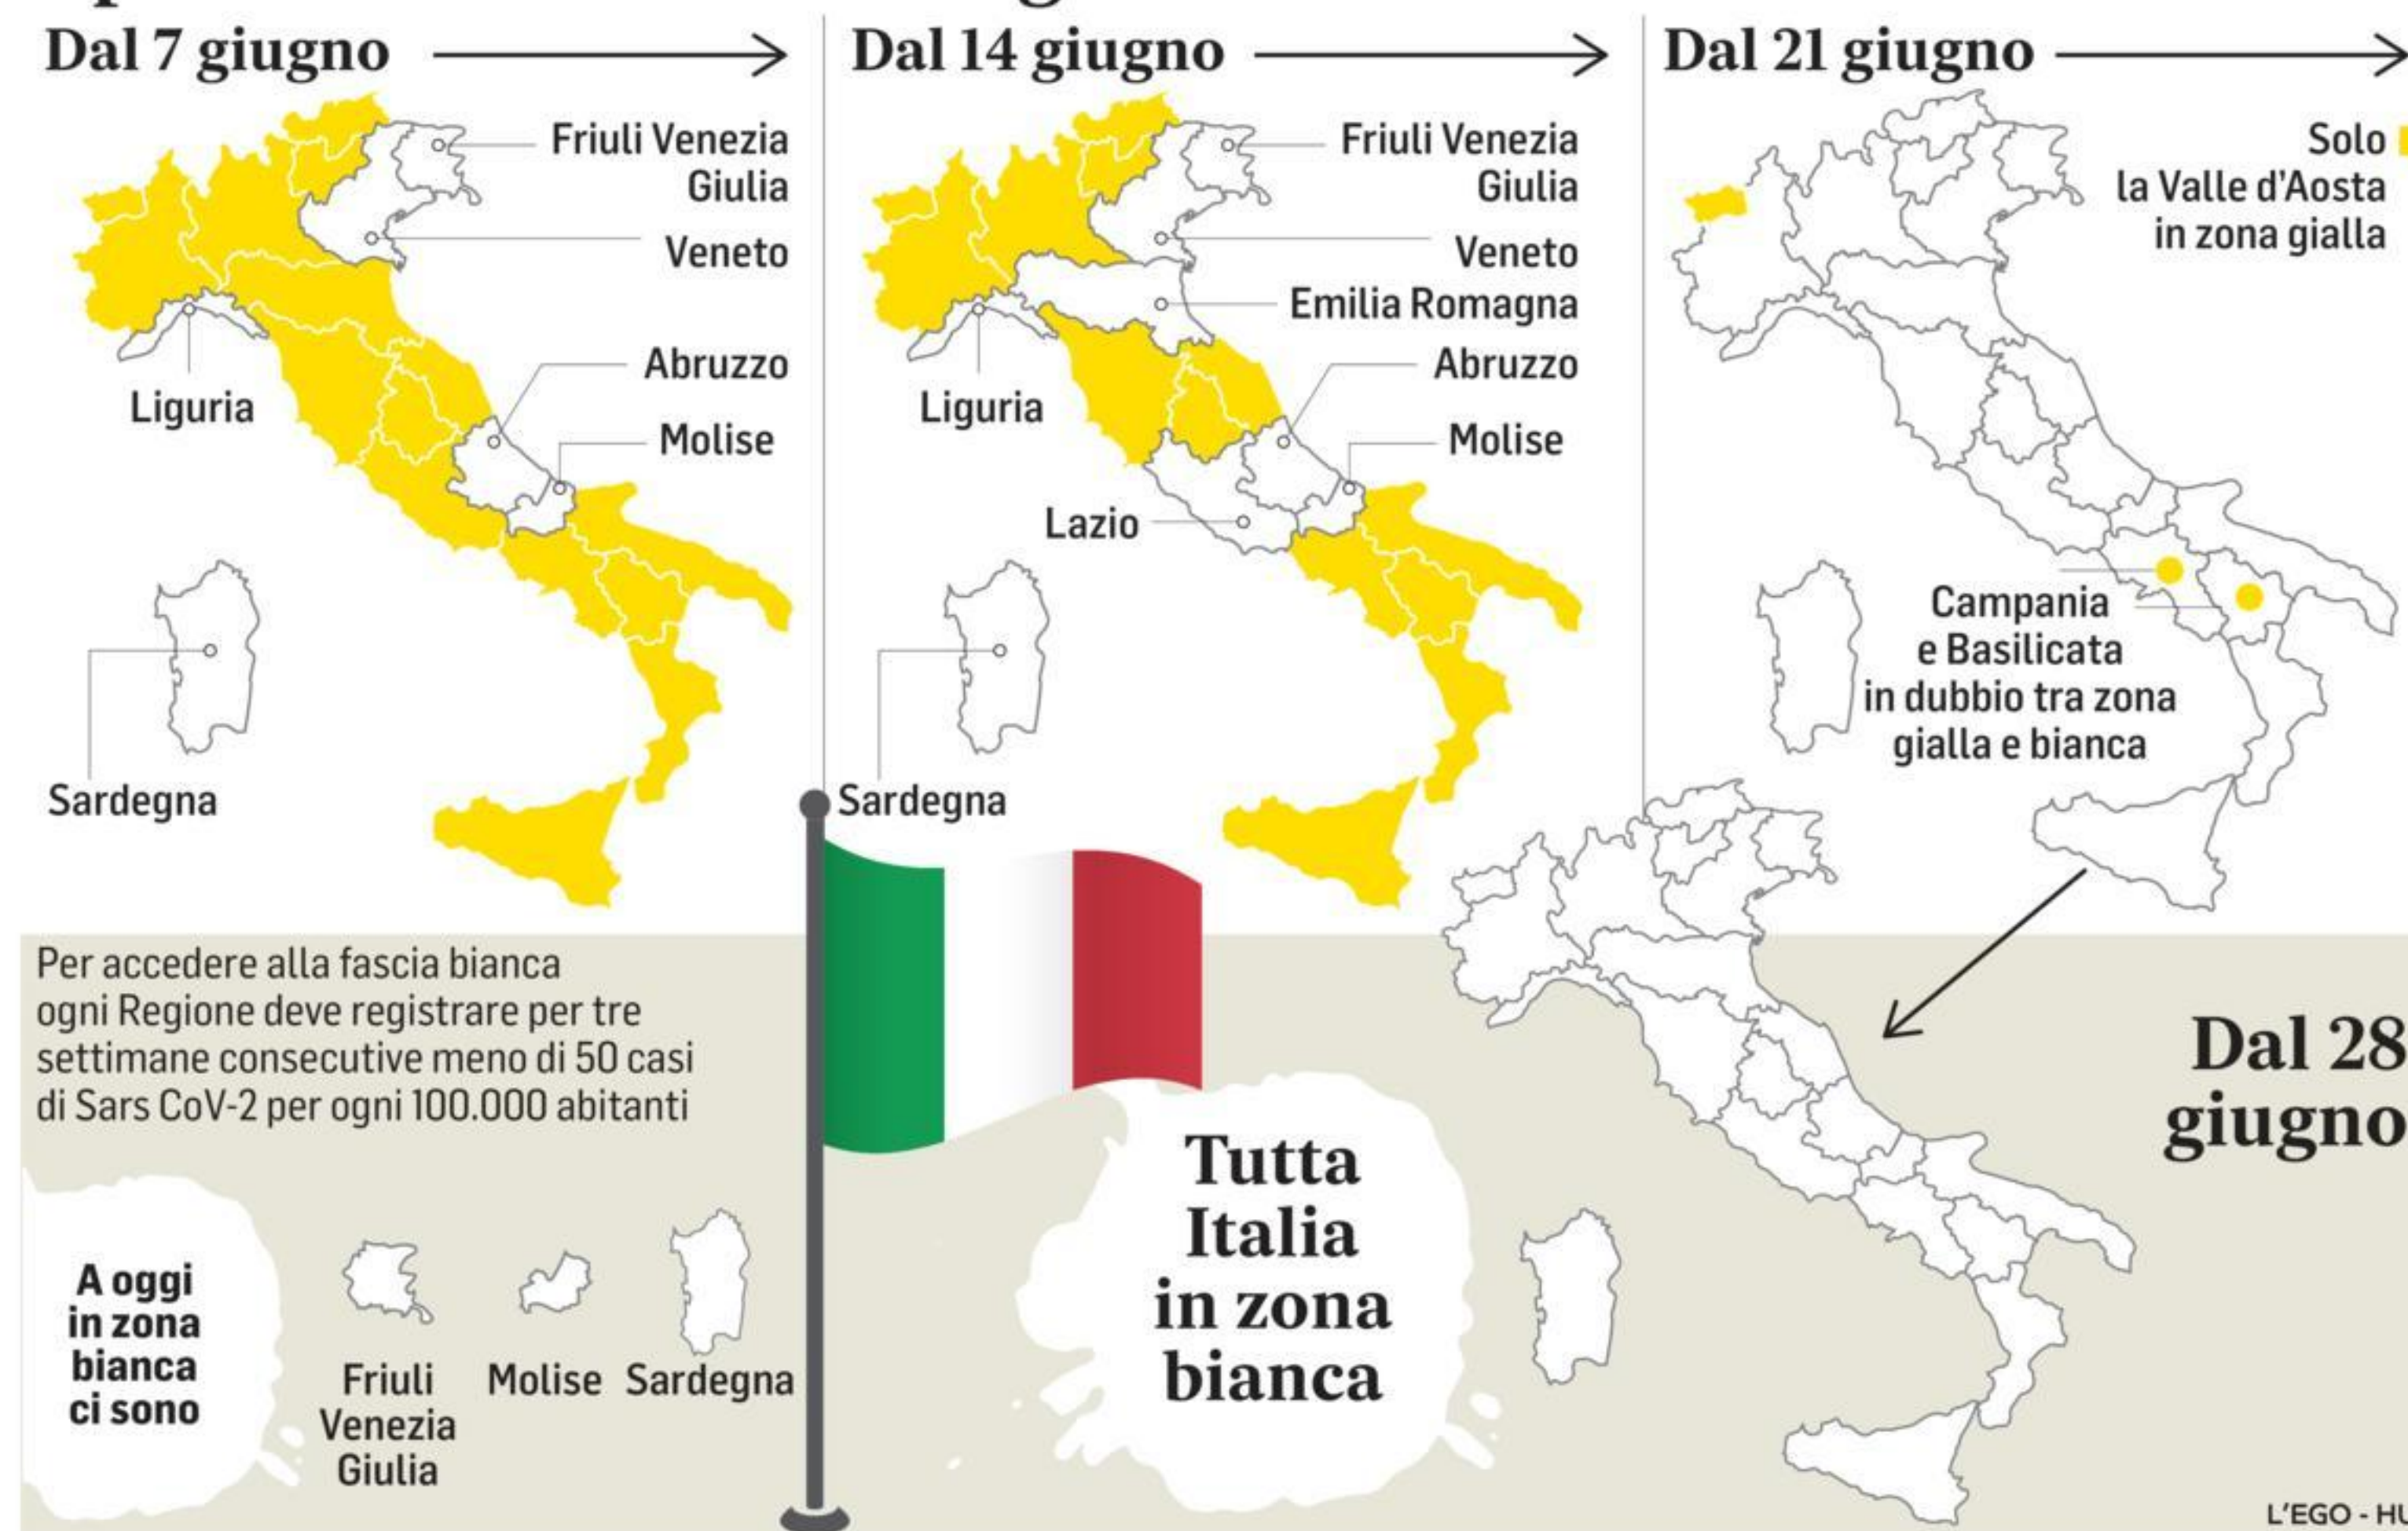 Dal 7 giugno
Friuli Venezia
Giulia
Veneto
Liguria
Abruzzo
Molise
Sardegna
Dal 14 giugno
Friuli Venezia
Giulia
Veneto
Emilia Romagna
Liguria
Abruzzo
Molise
Lazio
Sardegna
Dal 21 giugno
Solo
la Valle d'Aosta
in zona gialla
Campania
e Basilicata
in dubbio tra zona
gialla e bianca
Per accedere alla fascia bianca
ogni Regione deve registrare per tre
settimane consecutive meno di 50 casi
di Sars CoV-2 per ogni 100.000 abitanti
A oggi
in zona
bianca
ci sono
Friuli
Venezia
Giulia
Molise
Sardegna
Tutta
Italia
in zona
bianca
Dal 28
giugno
L'EGO - HU